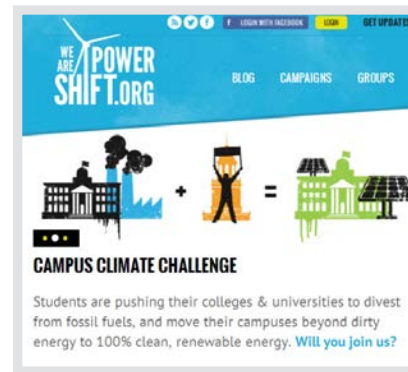 f LOGIN WITH FACEBOOK LOGIN GET UPDATES
WE ARE POWER
SHIFT.ORG
BLOG CAMPAIGNS GROUPS
+ =
CAMPUS CLIMATE CHALLENGE
Students are pushing their colleges & universities to divest
from fossil fuels, and move their campuses beyond dirty
energy to 100% clean, renewable energy. Will you join us?